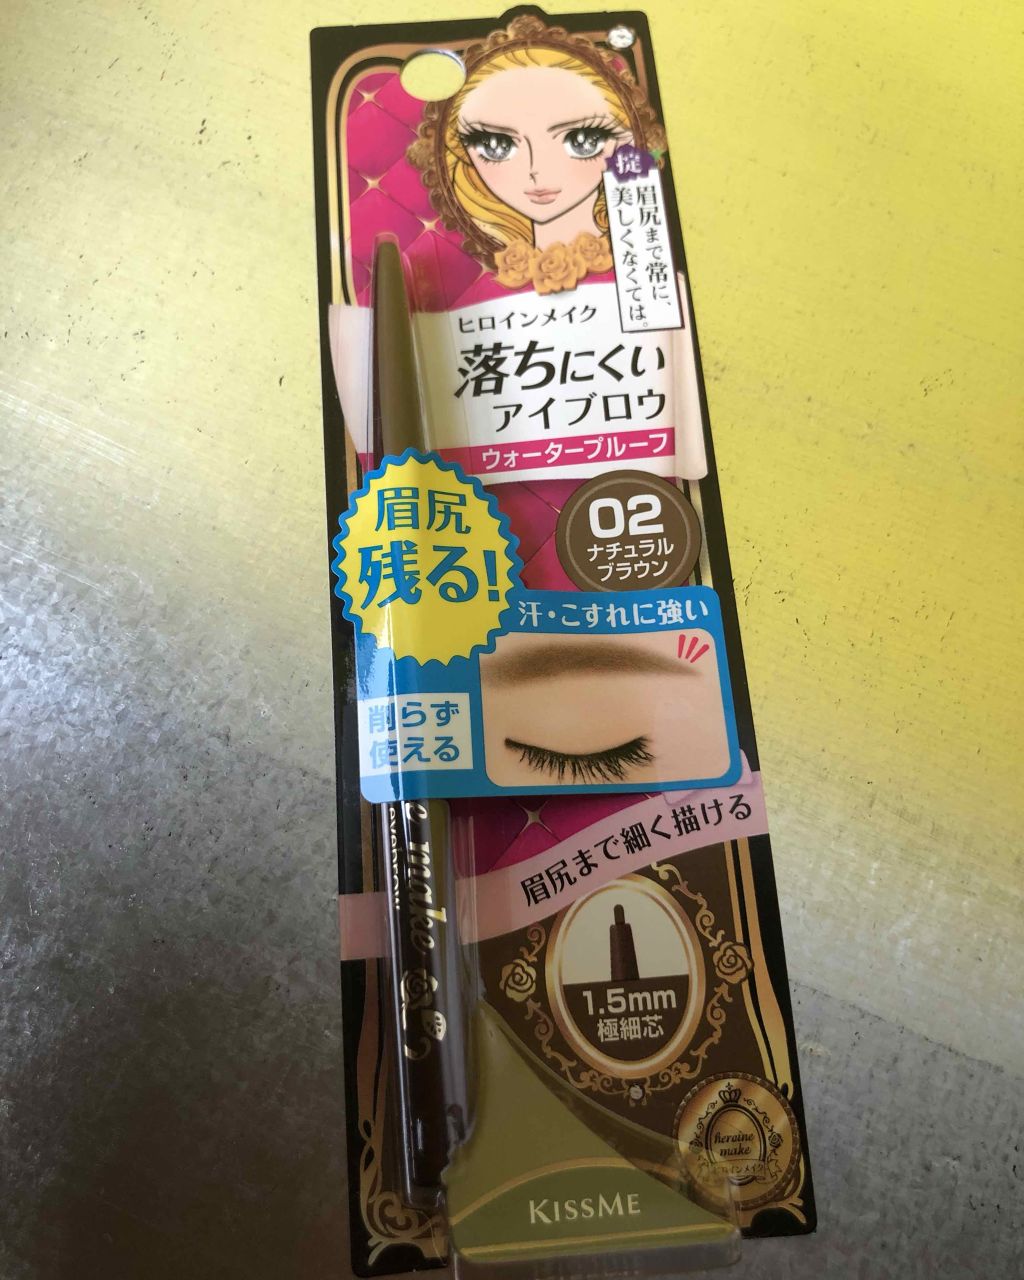 掟
眉尻まで常に、
美しくなくては。
ヒロインメイク
落ちにくい
アイブロウ
ウォータープルーフ
眉尻
残る!
02
ナチュラル
ブラウン
汗・こすれに強い
削らず
使える
e make
eyebrow
眉尻まで細く描ける
1.5mm
極細芯
heroine
make
ヒロインメイク
KISSME